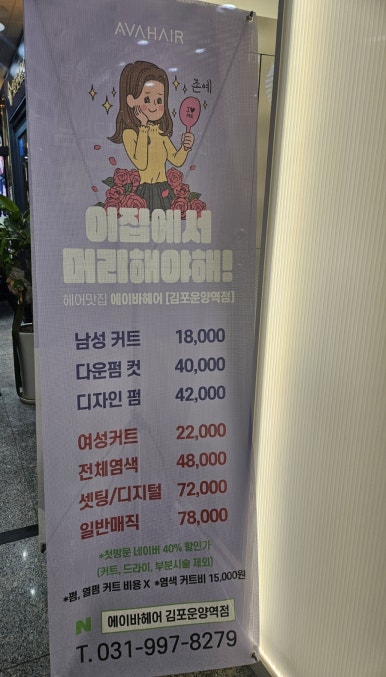 AVAHAIR
존예
I ♥ ME
이집에서
머리해야해!
헤어맛집 에이바헤어 [김포운양역점]
남성 커트 18,000
다운펌 컷 40,000
디자인 펌 42,000
여성커트 22,000
전체염색 48,000
셋팅/디지털 72,000
일반매직 78,000
*첫방문 네이버 40% 할인가
(커트, 드라이, 부분시술 제외)
*펌, 열펌 커트 비용 X *염색 커트비 15,000원
N 에이바헤어 김포운양역점
T. 031-997-8279